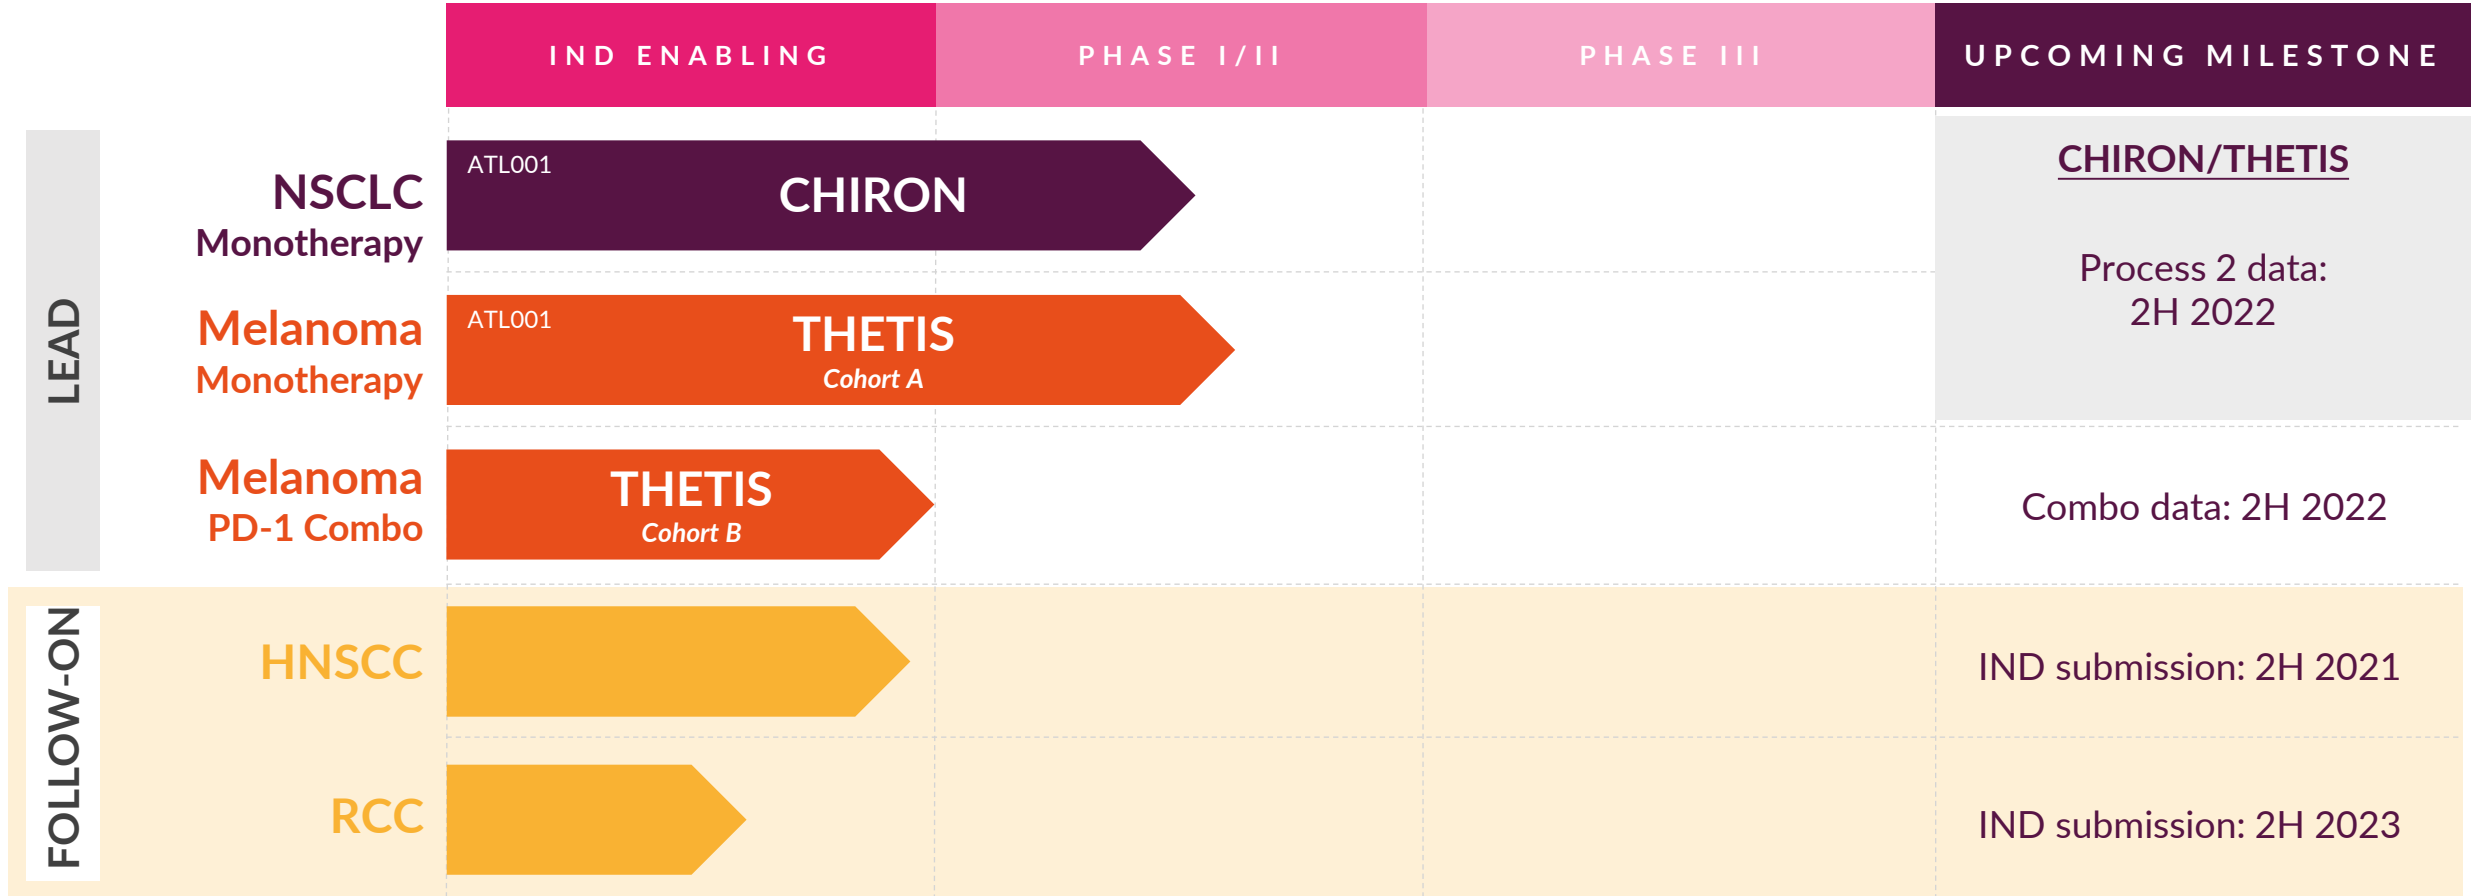 IND ENABLING
PHASE I/II
PHASE III
UPCOMING MILESTONE
LEAD
NSCLC
Monotherapy
ATL001
CHIRON
CHIRON/THETIS
Process 2 data:
2H 2022
Melanoma
Monotherapy
ATL001
THETIS
Cohort A
Melanoma
PD-1 Combo
THETIS
Cohort B
Combo data: 2H 2022
FOLLOW-ON
HNSCC
IND submission: 2H 2021
RCC
IND submission: 2H 2023